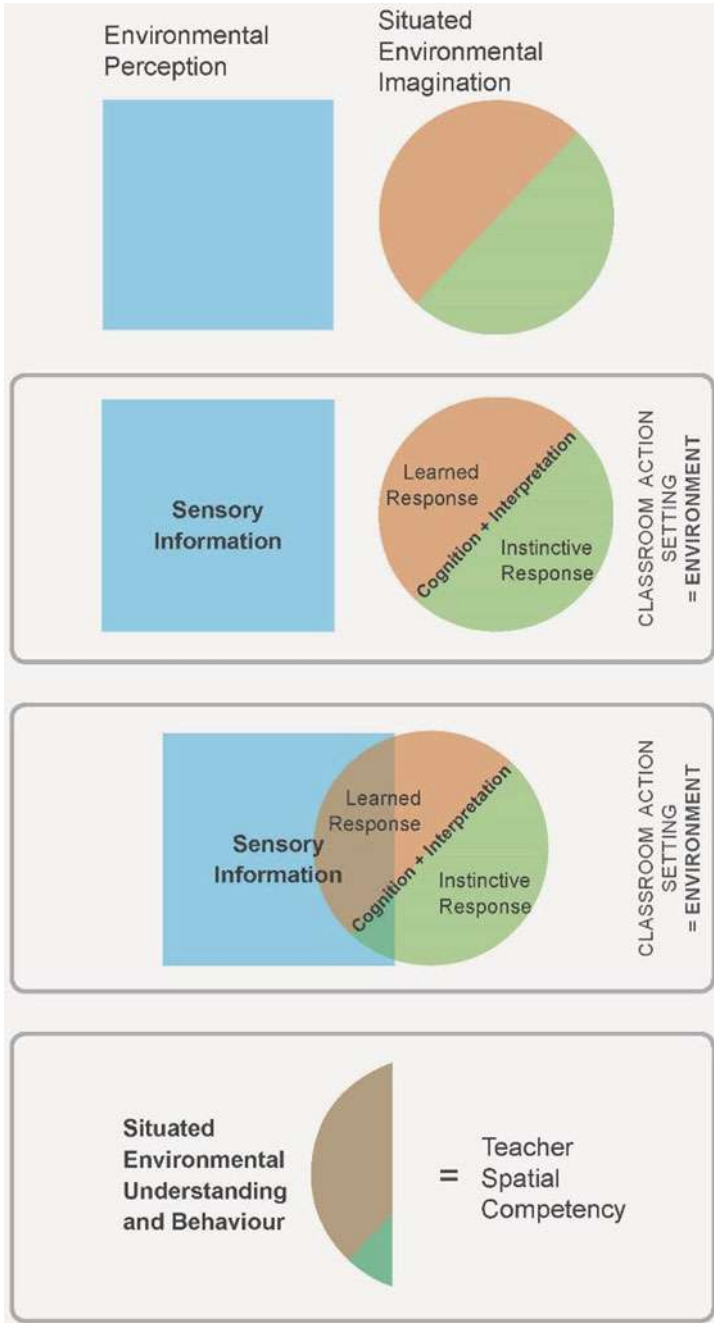 Environmental
Perception
Situated
Environmental
Imagination
Sensory
Information
Learned
Response
Cognition + Interpretation
Instinctive
Response
CLASSROOM ACTION
SETTING
= ENVIRONMENT
Sensory
Information
Learned
Response
Cognition + Interpretation
Instinctive
Response
CLASSROOM ACTION
SETTING
= ENVIRONMENT
Situated
Environmental
Understanding
and Behaviour
=
Teacher
Spatial
Competency